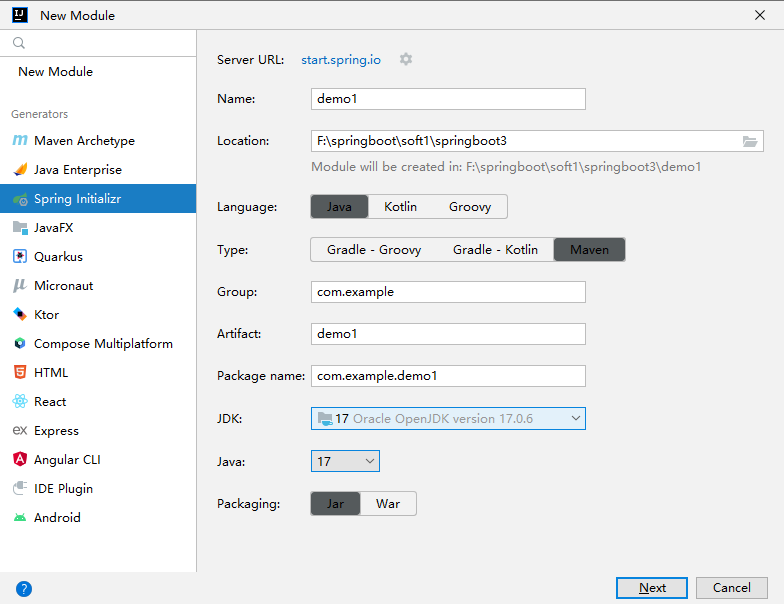 New Module
New Module
Generators
Maven Archetype
Java Enterprise
Spring Initializr
JavaFX
Quarkus
Micronaut
Ktor
Compose Multiplatform
HTML
React
ex Express
Angular CLI
IDE Plugin
Android
Server URL: start.spring.io
Name: demo1
Location: F:\springboot\soft1\springboot3
Module will be created in: F:\springboot\soft1\springboot3\demo1
Language: Java Kotlin Groovy
Type: Gradle - Groovy Gradle - Kotlin Maven
Group: com.example
Artifact: demo1
Package name: com.example.demo1
JDK: 17 Oracle OpenJDK version 17.0.6
Java: 17
Packaging: Jar War
? Next Cancel